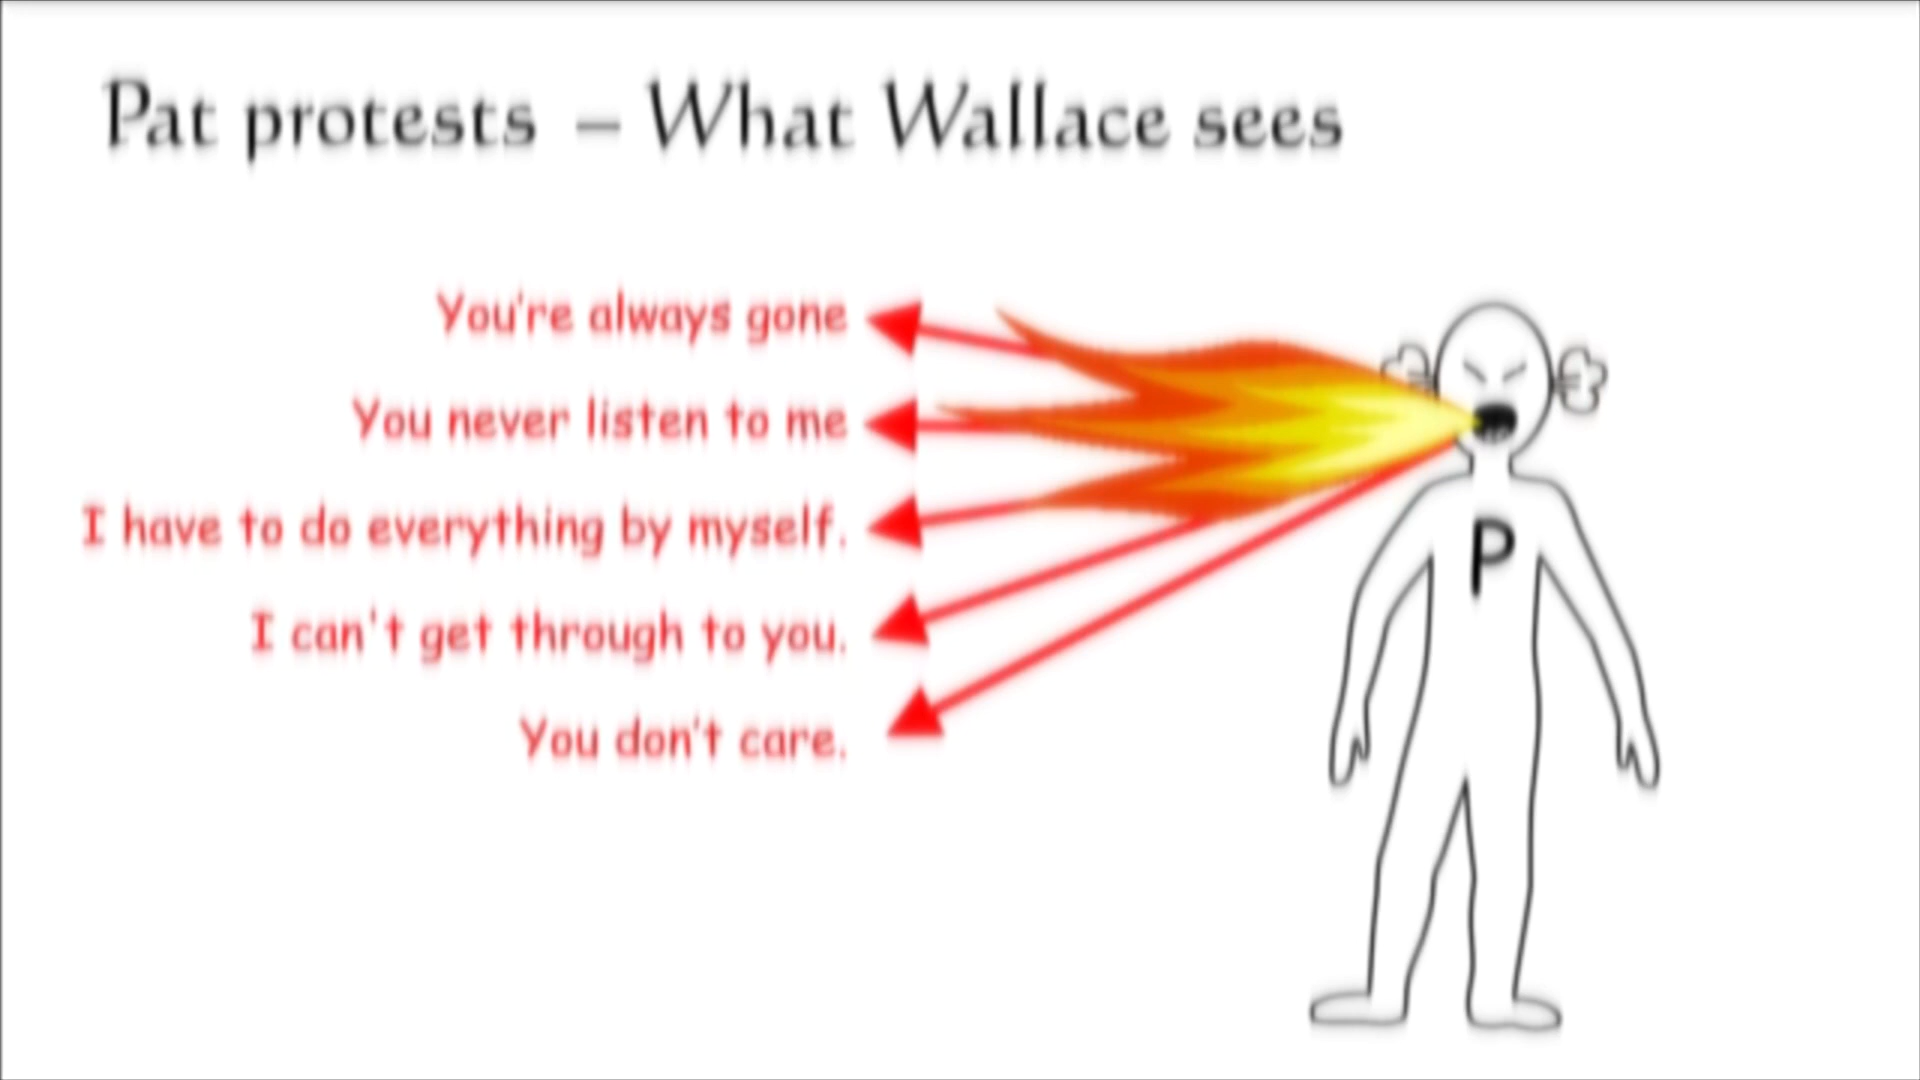 Pat protests – What Wallace sees
You're always gone
You never listen to me
I have to do everything by myself.
I can't get through to you.
You don't care.
P